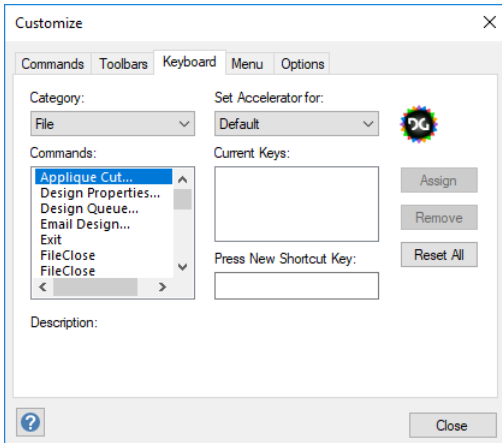 Customize
Commands Toolbars Keyboard Menu Options
Category: Set Accelerator for:
File Default
Commands: Current Keys:
Applique Cut...
Design Properties...
Design Queue...
Email Design...
Exit
FileClose
FileClose
Assign
Remove
Reset All
Press New Shortcut Key:
Description:
?
Close